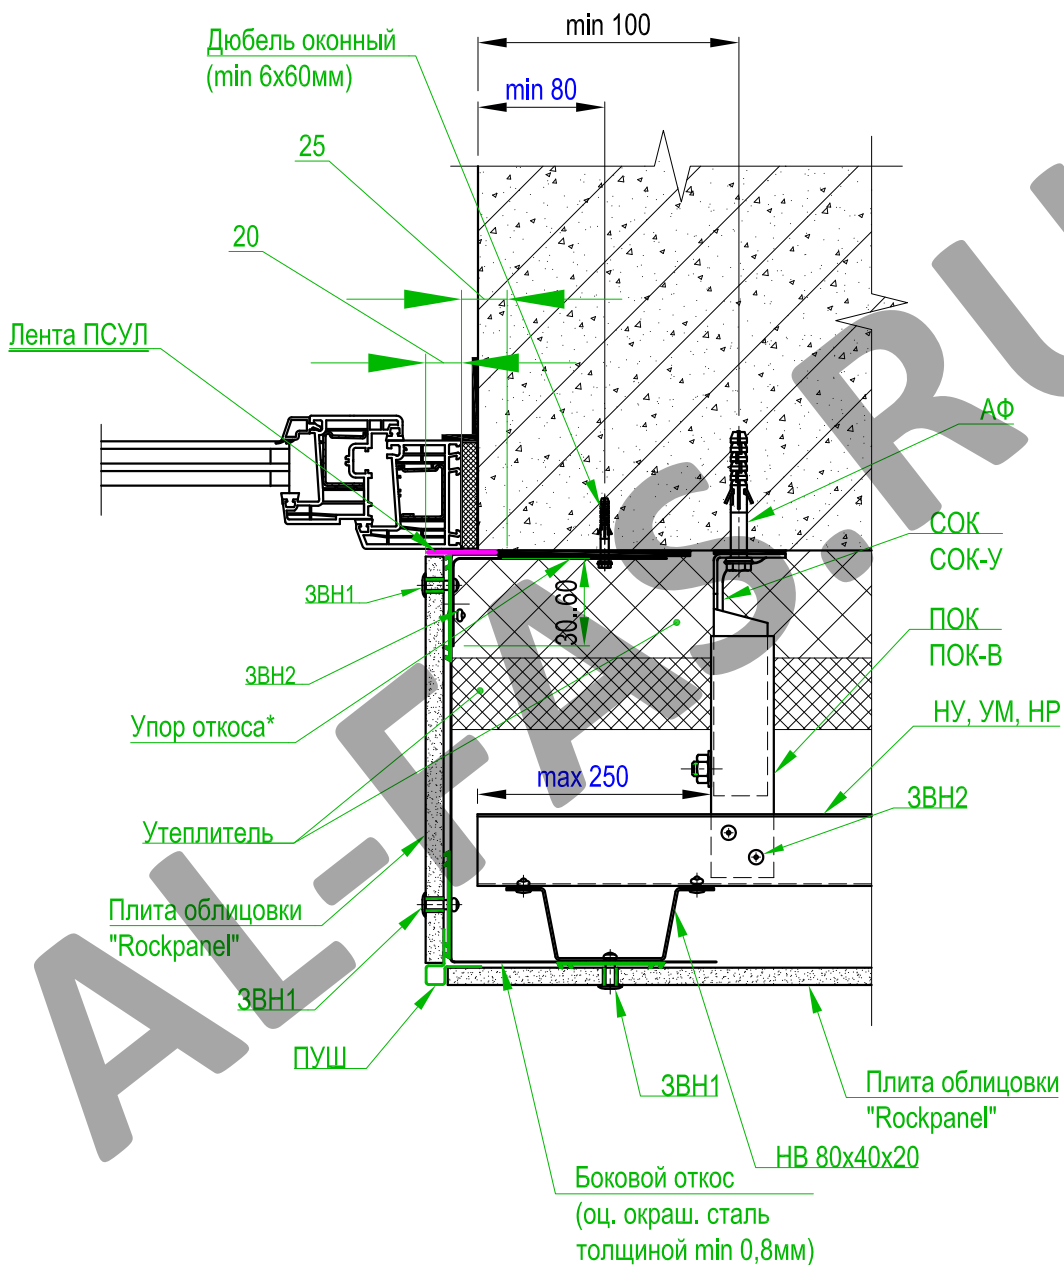 min 100
Дюбель оконный
(min 6х60мм)
min 80
25
20
Лента ПСУЛ
АФ
СОК
СОК-У
ЗВН1
30..60
ПОК
ПОК-В
ЗВН2
НУ, УМ, НР
Упор откоса*
max 250
ЗВН2
Утеплитель
Плита облицовки
"Rockpanel"
ЗВН1
ПУШ
ЗВН1
Плита облицовки
"Rockpanel"
НВ 80х40х20
Боковой откос
(оц. окраш. сталь
толщиной min 0,8мм)
AL-FAS.RU